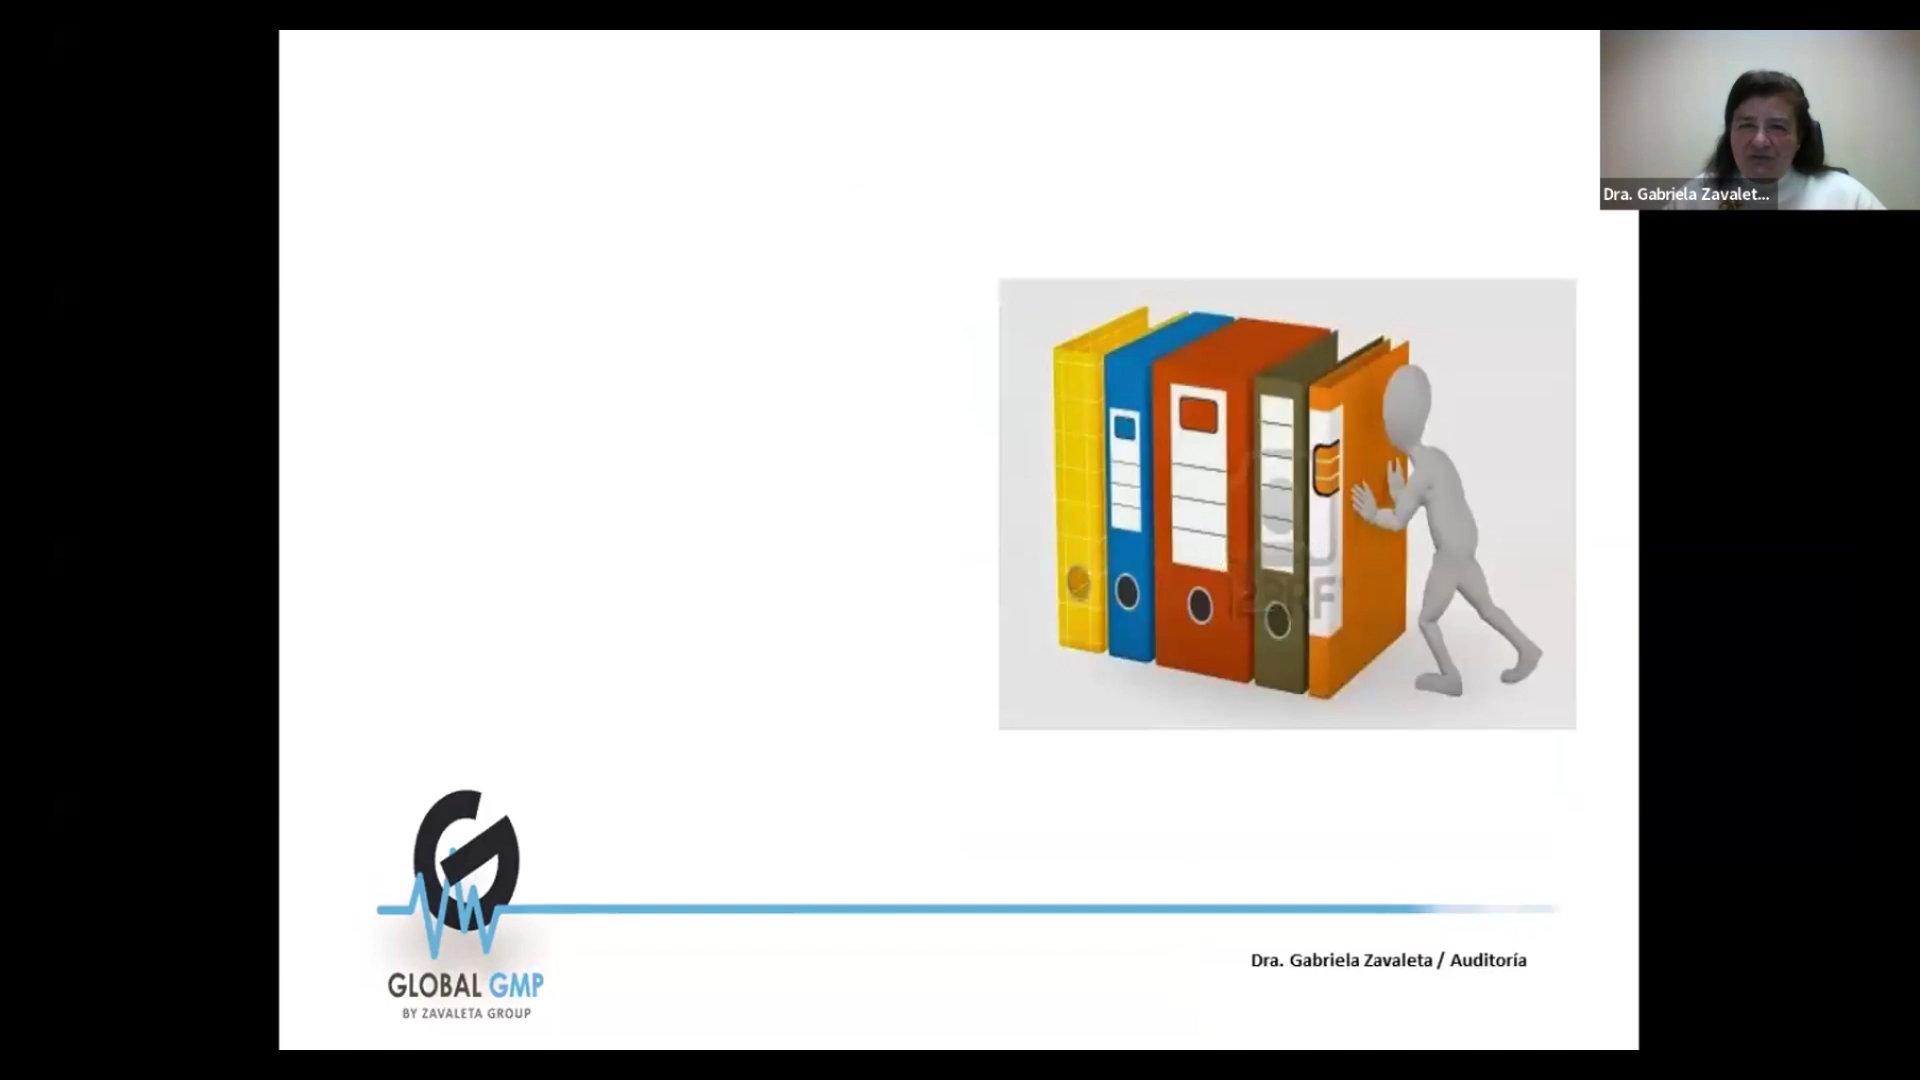 Dra. Gabriela Zavalet...
Dra. Gabriela Zavaleta / Auditoría
GLOBAL GMP
BY ZAVALETA GROUP